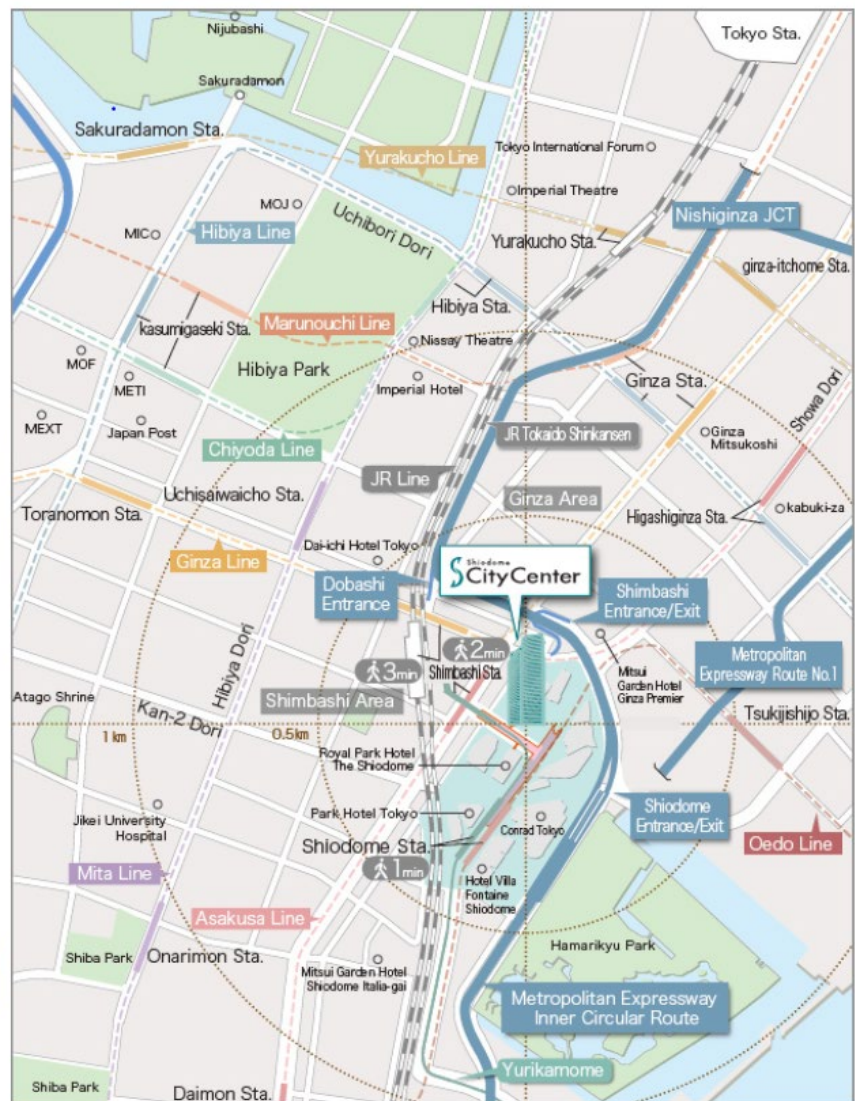 Tokyo Sta.
Nijubashi
Sakuradamon
Sakuradamon Sta.
Yurakucho Line
Tokyo International Forum
Imperial Theatre
MOJ
Uchibori Dori
Nishiginza JCT
MIC
Hibiya Line
Yurakucho Sta.
ginza-itchome Sta.
Hibiya Sta.
kasumigaseki Sta.
Marunouchi Line
Nissay Theatre
MOF
Hibiya Park
Imperial Hotel
Ginza Sta.
Showa Dori
METI
MEXT
Japan Post
JR Tokaido Shinkansen
Ginza
Mitsukoshi
Chiyoda Line
JR Line
Uchisaiwaicho Sta.
Ginza Area
kabuki-za
Toranomon Sta.
Higashiginza Sta.
Dai-ichi Hotel Tokyo
Ginza Line
Shiodome
CityCenter
Dobashi
Entrance
Shimbashi
Entrance/Exit
Hibiya Dori
2min
3min
Shimbashi Sta.
Mitsui
Garden Hotel
Ginza Premier
Metropolitan
Expressway Route No.1
Atago Shrine
Shimbashi Area
Kan-2 Dori
Tsukijishijo Sta.
1 km
0.5km
Royal Park Hotel
The Shiodome
Jikei University
Hospital
Park Hotel Tokyo
Shiodome
Entrance/Exit
Conrad Tokyo
Shiodome Sta.
Oedo Line
Mita Line
1min
Hotel Villa
Fontaine
Shiodome
Asakusa Line
Hamarikyu Park
Shiba Park
Onarimon Sta.
Mitsui Garden Hotel
Shiodome Italia-gai
Metropolitan Expressway
Inner Circular Route
Yurikamome
Shiba Park
Daimon Sta.